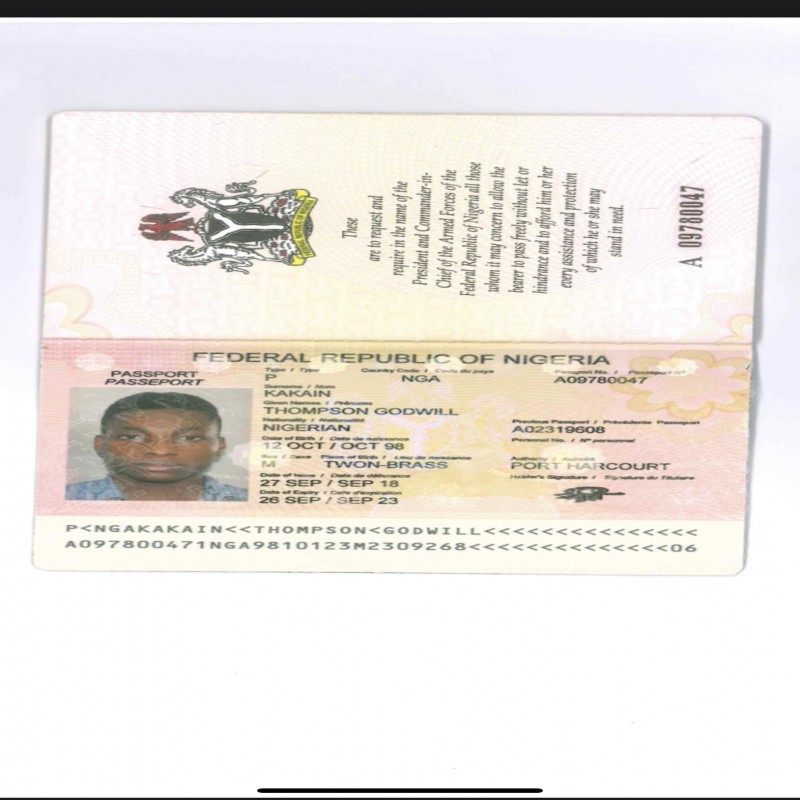 These
are to request and
require in the name of the
President and Commander-in-
Chief of the Armed Forces of the
Federal Republic of Nigeria all those
whom it may concern to allow the
bearer to pass freely without let or
hindrance and to afford him or her
every assistance and protection
of which he or she may
stand in need.
A 09780047
FEDERAL REPUBLIC OF NIGERIA
PASSPORT
PASSEPORT
Type / Type
P
Country Code / Code du pays
NGA
Passport No. / Passeport N°
A09780047
Surname / Nom
KAKAIN
Given Names / Prénoms
THOMPSON GODWILL
Nationality / Nationalité
NIGERIAN
Previous Passport / Précédente Passeport
A02319608
Date of Birth / Date de naissance
12 OCT / OCT 98
Personal No. / N° personnel
Sex / Sexe
M
Place of Birth / Lieu de naissance
TWON-BRASS
Authority / Autorité
PORT HARCOURT
Date of Issue / Date de délivrance
27 SEP / SEP 18
Holder's Signature / Signature du Titulaire
Date of Expiry / Date d'expiration
26 SEP / SEP 23
P<NGAKAKAIN<<THOMPSON<GODWILL<<<<<<<<<<<<<<<
A097800471NGA9810123M2309268<<<<<<<<<<<<<<06